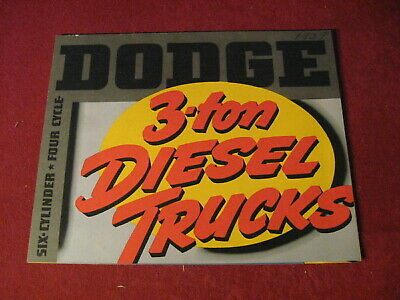 DODGE
3-ton
DIESEL
TRUCKS
SIX-CYLINDER ★ FOUR CYCLE